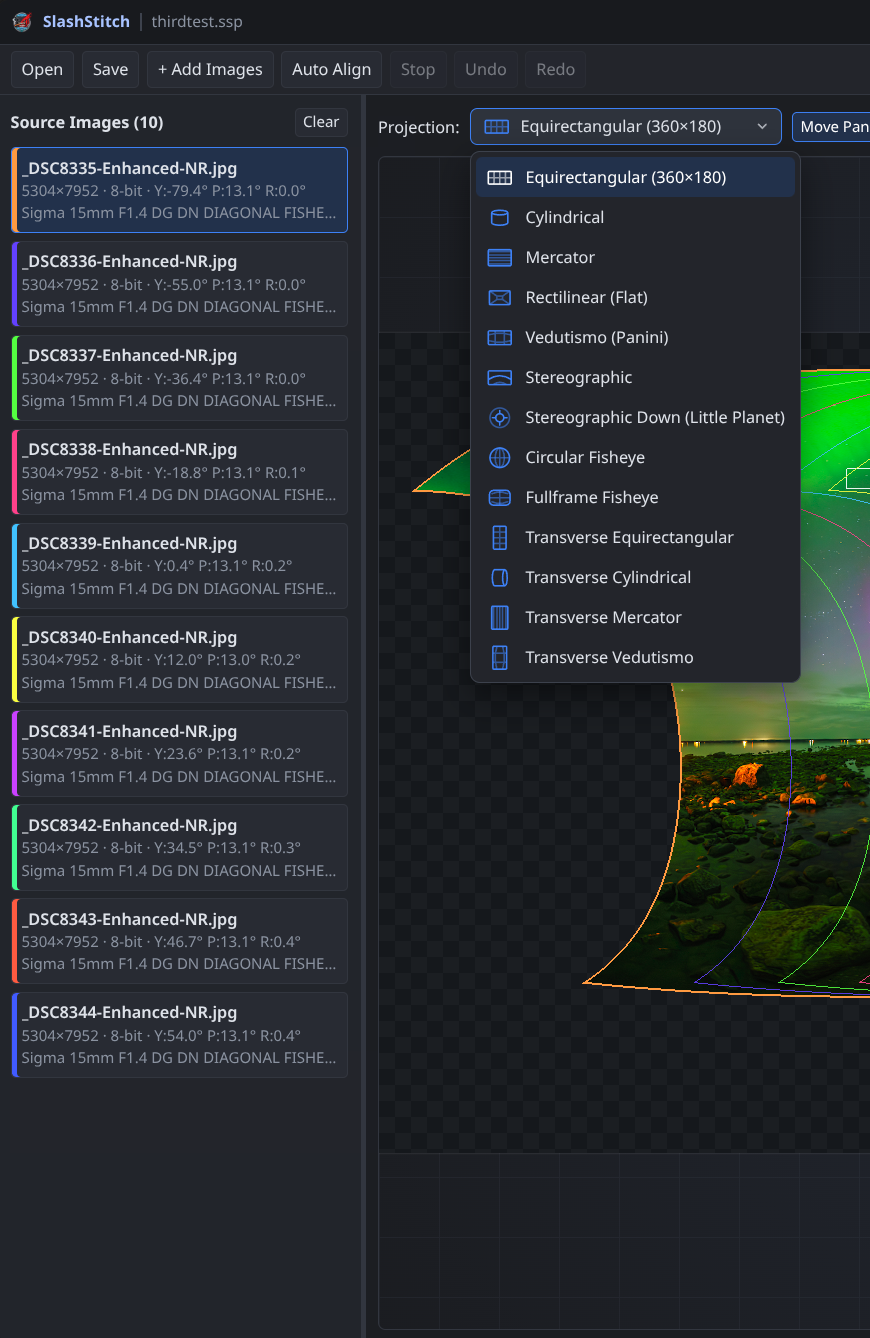 SlashStitch | thirdtest.ssp
Open Save + Add Images Auto Align Stop Undo Redo
Source Images (10) Clear
_DSC8335-Enhanced-NR.jpg
5304×7952 · 8-bit · Y:-79.4° P:13.1° R:0.0°
Sigma 15mm F1.4 DG DN DIAGONAL FISHE...
_DSC8336-Enhanced-NR.jpg
5304×7952 · 8-bit · Y:-55.0° P:13.1° R:0.0°
Sigma 15mm F1.4 DG DN DIAGONAL FISHE...
_DSC8337-Enhanced-NR.jpg
5304×7952 · 8-bit · Y:-36.4° P:13.1° R:0.0°
Sigma 15mm F1.4 DG DN DIAGONAL FISHE...
_DSC8338-Enhanced-NR.jpg
5304×7952 · 8-bit · Y:-18.8° P:13.1° R:0.1°
Sigma 15mm F1.4 DG DN DIAGONAL FISHE...
_DSC8339-Enhanced-NR.jpg
5304×7952 · 8-bit · Y:0.4° P:13.1° R:0.2°
Sigma 15mm F1.4 DG DN DIAGONAL FISHE...
_DSC8340-Enhanced-NR.jpg
5304×7952 · 8-bit · Y:12.0° P:13.0° R:0.2°
Sigma 15mm F1.4 DG DN DIAGONAL FISHE...
_DSC8341-Enhanced-NR.jpg
5304×7952 · 8-bit · Y:23.6° P:13.1° R:0.2°
Sigma 15mm F1.4 DG DN DIAGONAL FISHE...
_DSC8342-Enhanced-NR.jpg
5304×7952 · 8-bit · Y:34.5° P:13.1° R:0.3°
Sigma 15mm F1.4 DG DN DIAGONAL FISHE...
_DSC8343-Enhanced-NR.jpg
5304×7952 · 8-bit · Y:46.7° P:13.1° R:0.4°
Sigma 15mm F1.4 DG DN DIAGONAL FISHE...
_DSC8344-Enhanced-NR.jpg
5304×7952 · 8-bit · Y:54.0° P:13.1° R:0.4°
Sigma 15mm F1.4 DG DN DIAGONAL FISHE...
Projection: Equirectangular (360×180) Move Pan
Equirectangular (360×180)
Cylindrical
Mercator
Rectilinear (Flat)
Vedutismo (Panini)
Stereographic
Stereographic Down (Little Planet)
Circular Fisheye
Fullframe Fisheye
Transverse Equirectangular
Transverse Cylindrical
Transverse Mercator
Transverse Vedutismo